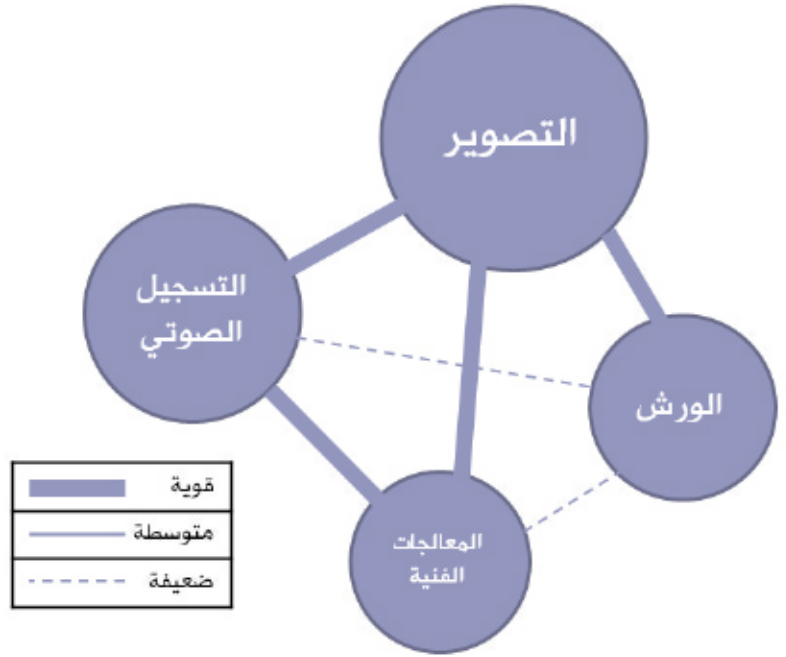 التصوير
التسجيل
الصوتي
الورش
المعالجات
الفنية
قوية
متوسطة
ضعيفة